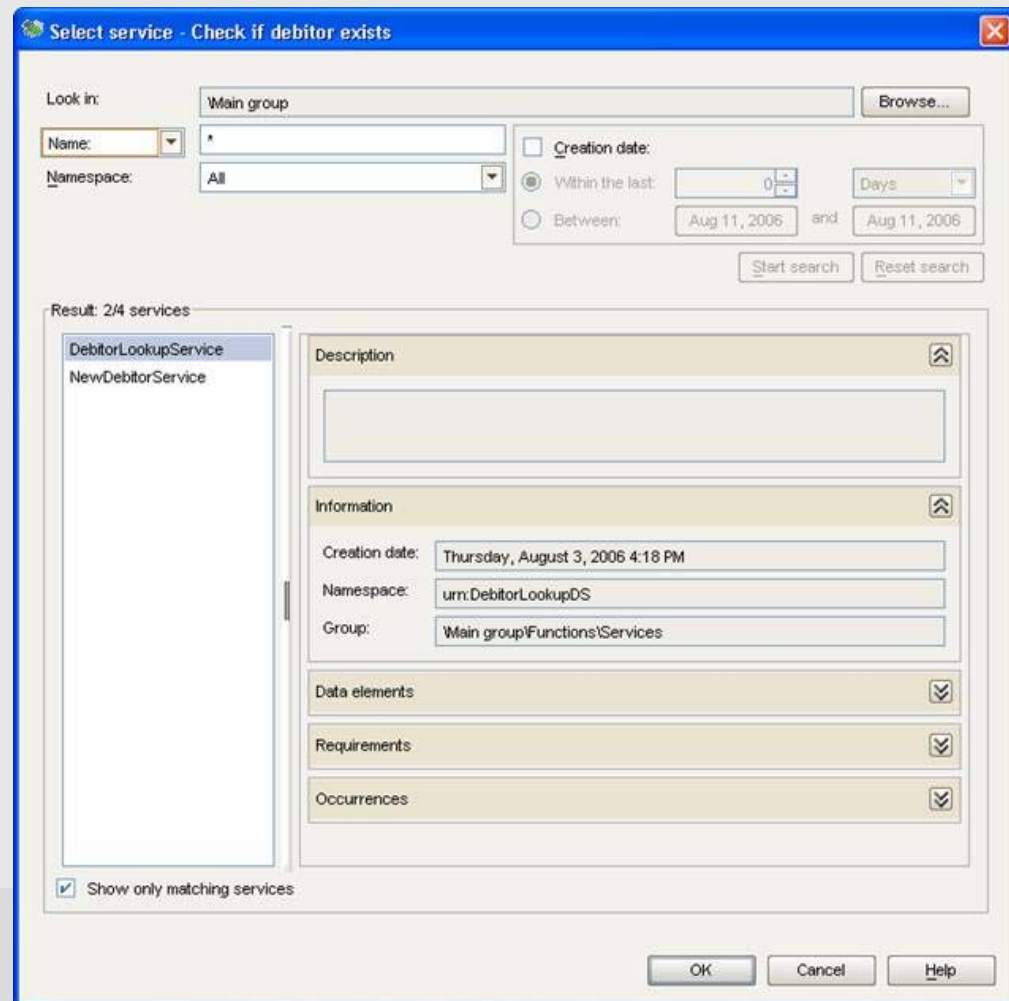 Select service - Check if debitor exists
Look in:
\Main group
Browse...
Name:
*
Creation date:
Namespace:
All
Within the last:
0
Days
Between:
Aug 11, 2006
and
Aug 11, 2006
Start search
Reset search
Result: 2/4 services
DebitorLookupService
NewDebitorService
Description
Information
Creation date:
Thursday, August 3, 2006 4:18 PM
Namespace:
urn:DebitorLookupDS
Group:
\Main group\Functions\Services
Data elements
Requirements
Occurrences
Show only matching services
OK
Cancel
Help